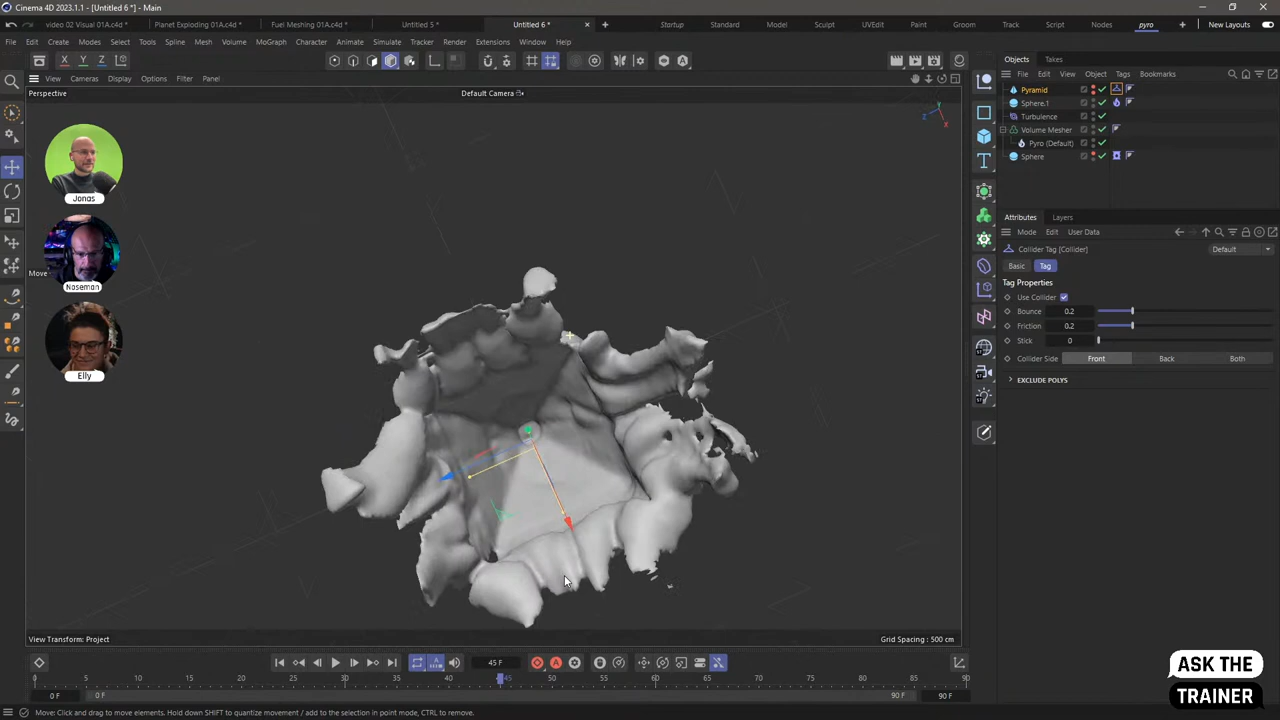 Cinema 4D 2023.1.1 - [Untitled 6 *] - Main
video 02 Visual 01A.c4d *
Planet Exploding 01A.c4d *
Fuel Meshing 01A.c4d *
Untitled 5 *
Untitled 6 *
Startup
Standard
Model
Sculpt
UVEdit
Paint
Groom
Track
Script
Nodes
pyro
New Layouts
File Edit Create Modes Select Tools Spline Mesh Volume MoGraph Character Animate Simulate Tracker Render Extensions Window Help
X Y Z
View Cameras Display Options Filter Panel
Perspective
Default Camera
Y
Z
X
Jonas
Noseman
Move
Elly
Objects Takes
File Edit View Object Tags Bookmarks
Pyramid
Sphere.1
Turbulence
Volume Mesher
Pyro (Default)
Sphere
Attributes Layers
Mode Edit User Data
Collider Tag [Collider]
Default
Basic Tag
Tag Properties
Use Collider
Bounce 0.2
Friction 0.2
Stick 0
Collider Side Front Back Both
EXCLUDE POLYS
View Transform: Project
Grid Spacing : 500 cm
45 F
0 5 10 15 20 25 30 35 40 45 50 55 60 65 70 75 80 85 90
0 F 0 F 90 F 90 F
Move: Click and drag to move elements. Hold down SHIFT to quantize movement / add to the selection in point mode, CTRL to remove.
ASK THE
TRAINER